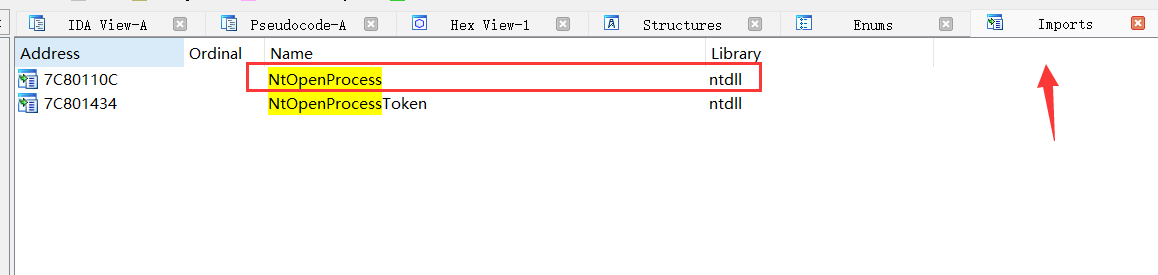 IDA View-A Pseudocode-A Hex View-1 Structures Enums Imports
Address Ordinal Name Library
7C80110C NtOpenProcess ntdll
7C801434 NtOpenProcessToken ntdll